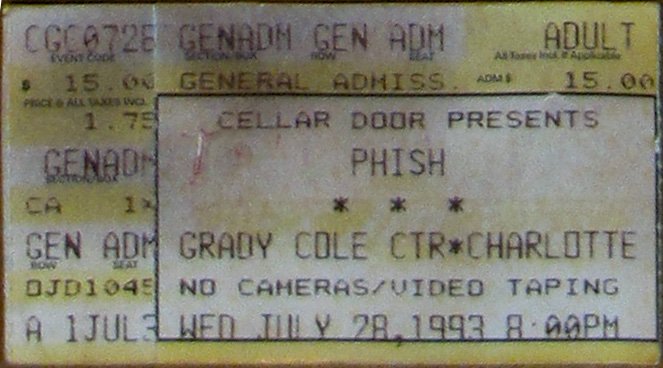 CGC0728 GENADM GEN ADM ADULT
EVENT CODE SECTION/BOX ROW SEAT All Taxes Incl. If Applicable
$ 15.00 GENERAL ADMISS. ADM $ 15.00
PRICE & ALL TAXES INCL.
1.75 CELLAR DOOR PRESENTS
GENADM PHISH
SECTION/BOX
CA 1× * * *
GEN ADM GRADY COLE CTR*CHARLOTTE
ROW SEAT
DJD1045 NO CAMERAS/VIDEO TAPING
A 1JUL3 WED JULY 28,1993 8:00PM